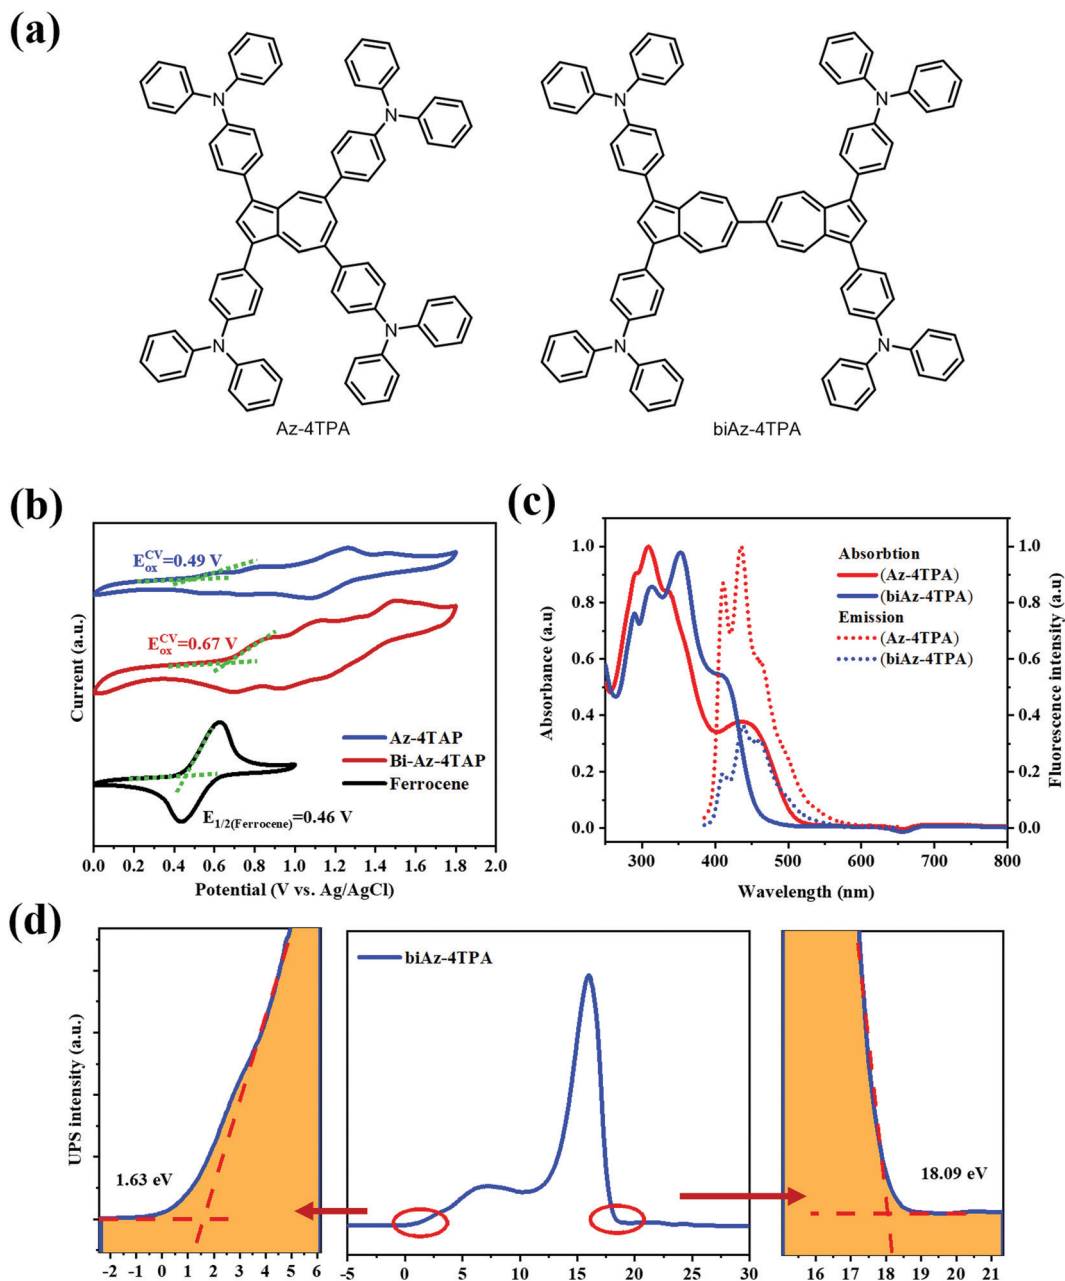 (a)
N
N
N
N
Az-4TPA
N
N
N
N
biAz-4TPA
(b)
E_ox^CV=0.49 V
E_ox^CV=0.67 V
Az-4TAP
Bi-Az-4TAP
Ferrocene
E_1/2(Ferrocene)=0.46 V
Current (a.u.)
0.0 0.2 0.4 0.6 0.8 1.0 1.2 1.4 1.6 1.8 2.0
Potential (V vs. Ag/AgCl)
(c)
1.0
0.8
0.6
0.4
0.2
0.0
Absorbance (a.u)
Absorbtion
(Az-4TPA)
(biAz-4TPA)
Emission
(Az-4TPA)
(biAz-4TPA)
1.0
0.8
0.6
0.4
0.2
0.0
Fluorescence intensity (a.u)
300 400 500 600 700 800
Wavelength (nm)
(d)
UPS intensity (a.u.)
1.63 eV
-2 -1 0 1 2 3 4 5 6
biAz-4TPA
-5 0 5 10 15 20 25 30
18.09 eV
16 17 18 19 20 21